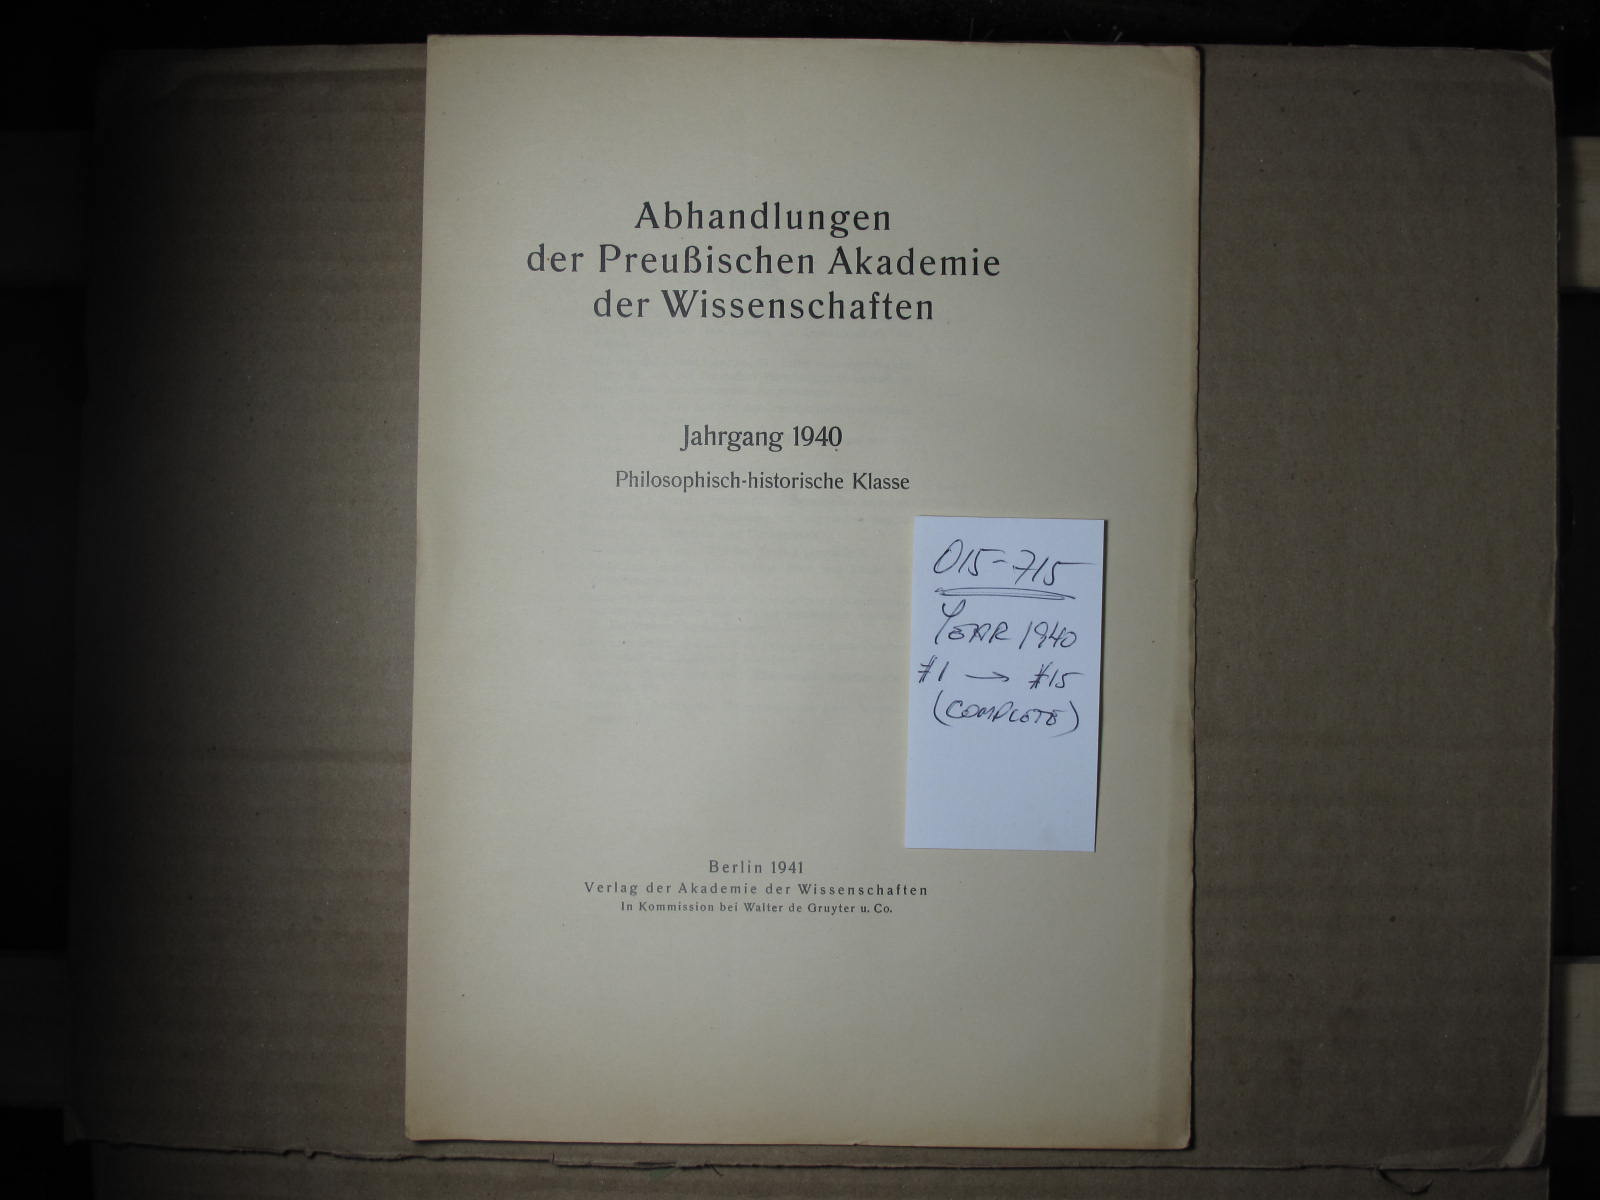 Abhandlungen
der Preußischen Akademie
der Wissenschaften
Jahrgang 1940
Philosophisch-historische Klasse
015-715
YEAR 1940
#1 → #15
(COMPLETE)
Berlin 1941
Verlag der Akademie der Wissenschaften
In Kommission bei Walter de Gruyter u. Co.